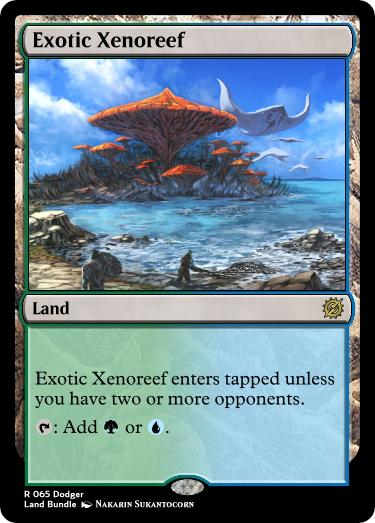 Exotic Xenoreef
Land
Exotic Xenoreef enters tapped unless
you have two or more opponents.
: Add or .
R 065 Dodger
Land Bundle Nakarin Sukantocorn